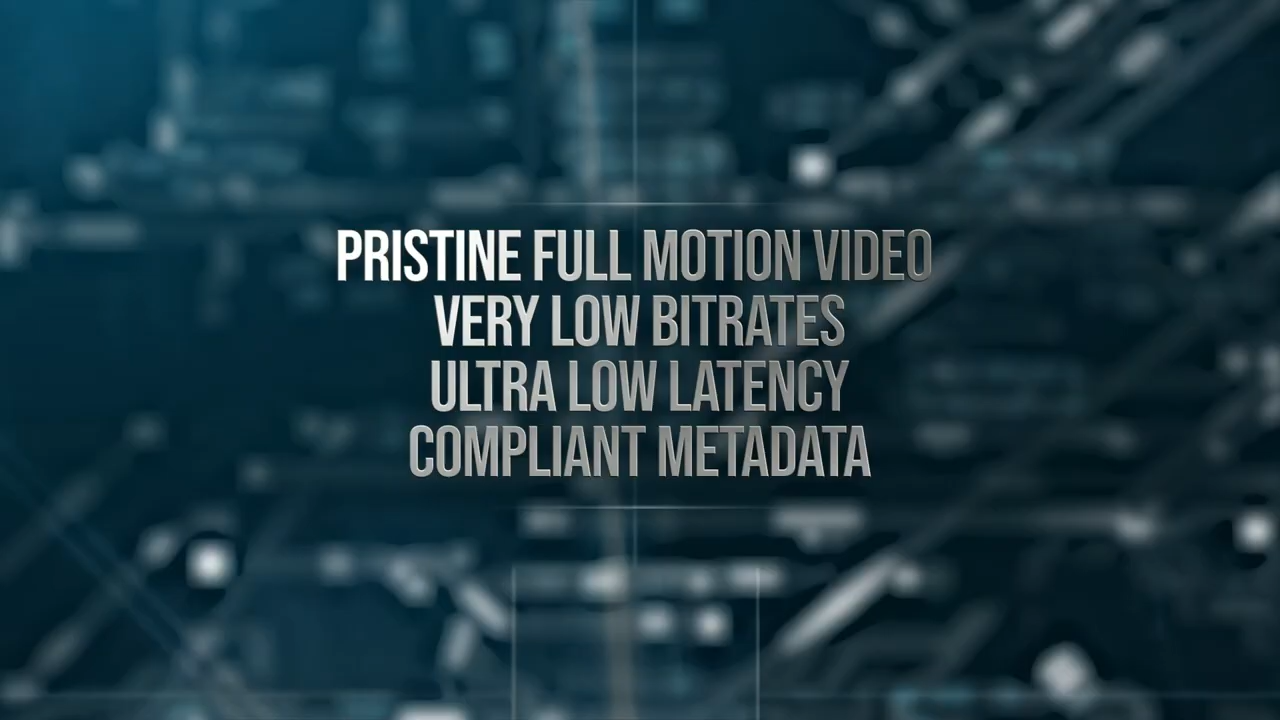 PRISTINE FULL MOTION VIDEO
VERY LOW BITRATES
ULTRA LOW LATENCY
COMPLIANT METADATA